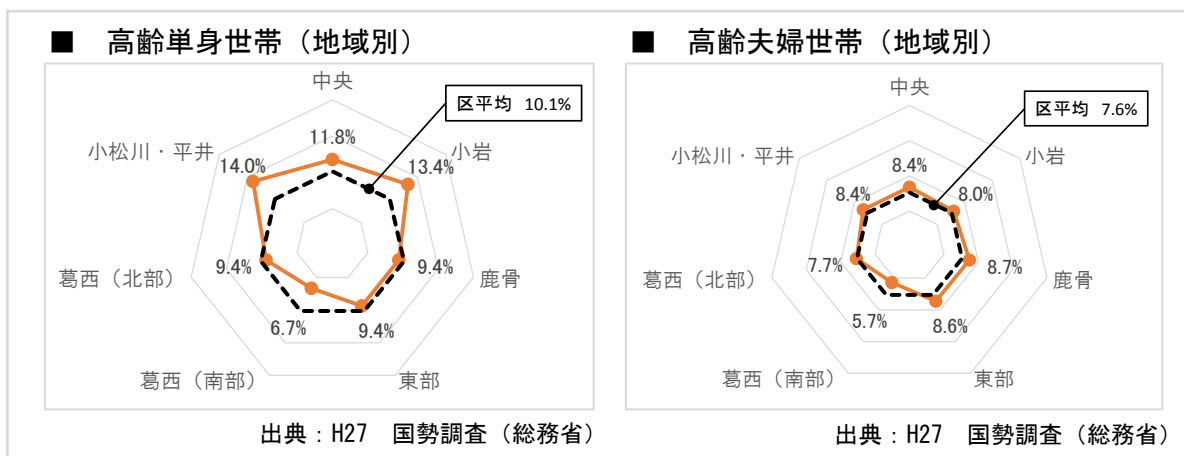 ■ 高齢単身世帯（地域別）
中央
区平均 10.1%
小松川・平井
11.8%
小岩
14.0%
13.4%
葛西（北部）
9.4%
9.4%
鹿骨
6.7%
9.4%
葛西（南部）
東部
出典：H27 国勢調査（総務省）
■ 高齢夫婦世帯（地域別）
中央
区平均 7.6%
小松川・平井
小岩
8.4%
8.4%
8.0%
葛西（北部）
7.7%
8.7%
鹿骨
5.7%
8.6%
葛西（南部）
東部
出典：H27 国勢調査（総務省）